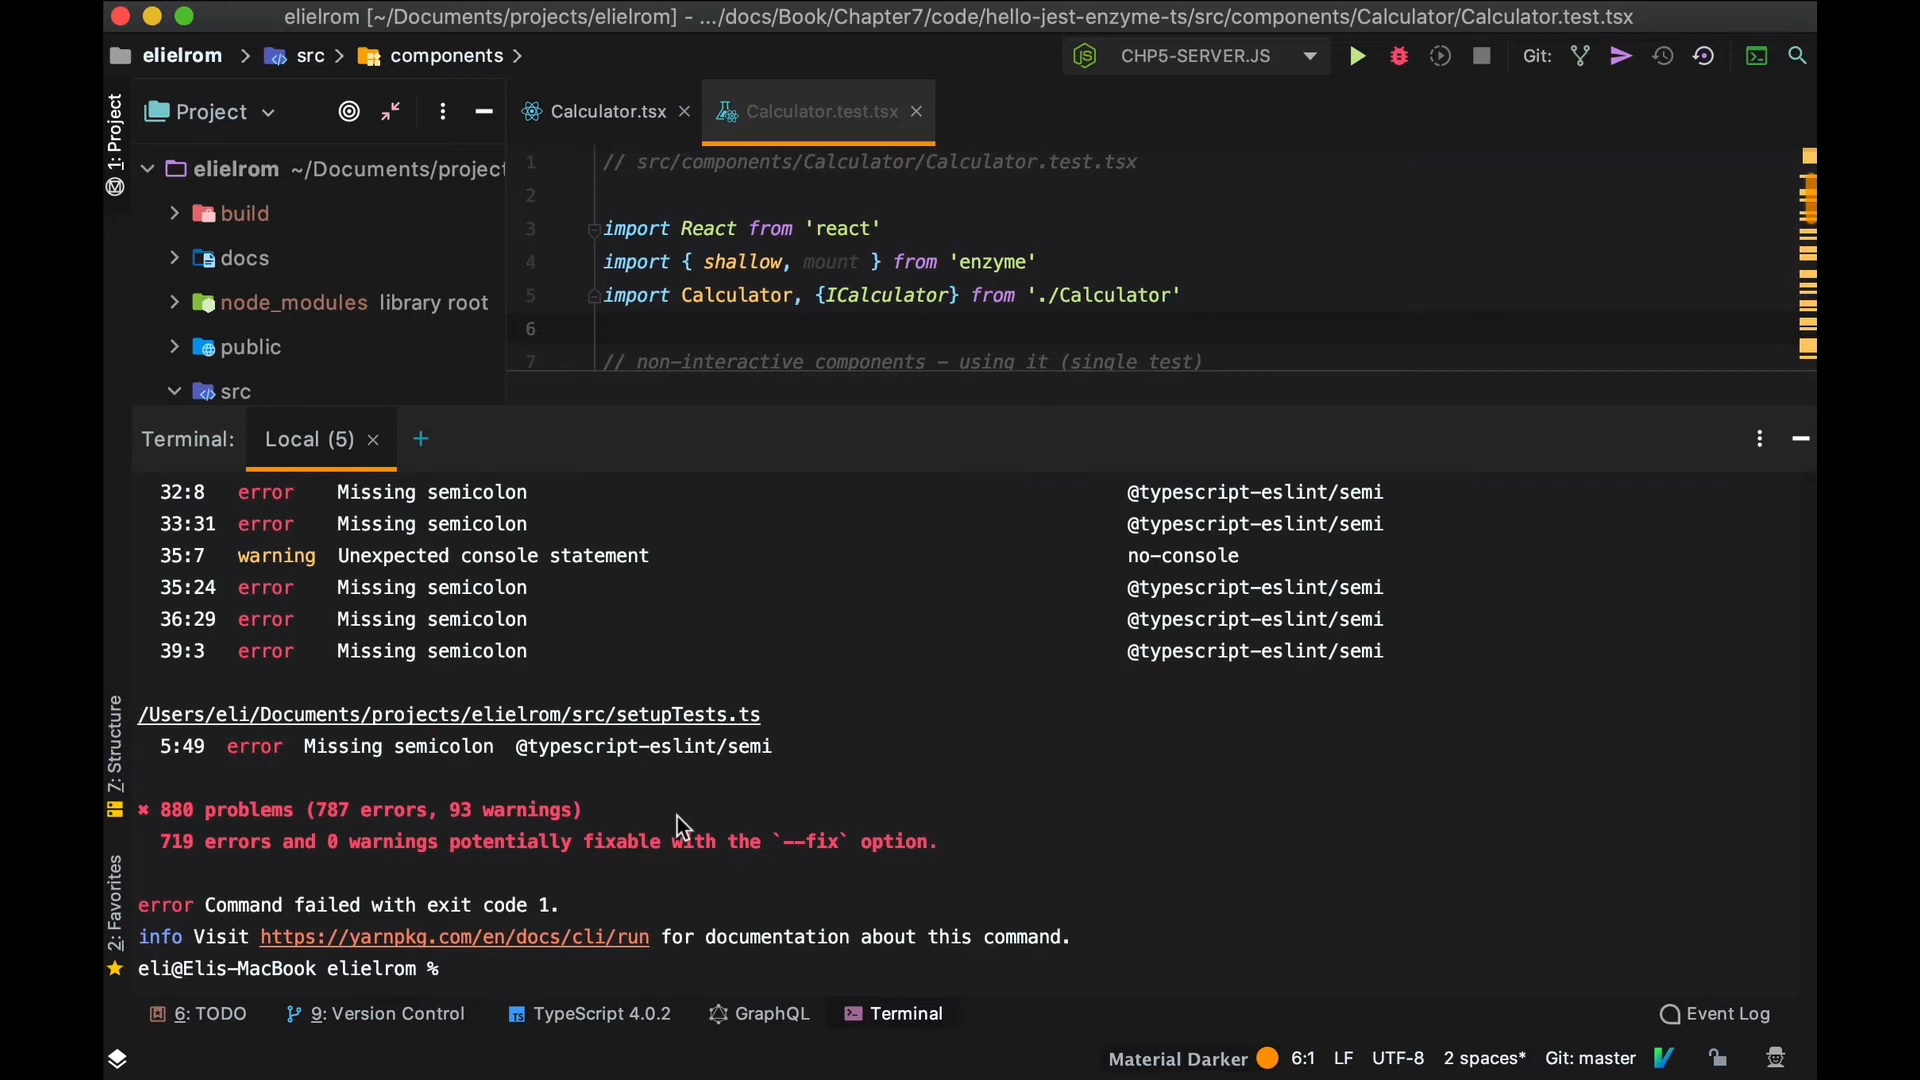 elielrom [~/Documents/projects/elielrom] - .../docs/Book/Chapter7/code/hello-jest-enzyme-ts/src/components/Calculator/Calculator.test.tsx
elielrom > src > components >
CHP5-SERVER.JS
Git:
1: Project
Project
Calculator.tsx
Calculator.test.tsx
elielrom ~/Documents/project
build
docs
node_modules library root
public
src
1 // src/components/Calculator/Calculator.test.tsx
2
3 import React from 'react'
4 import { shallow, mount } from 'enzyme'
5 import Calculator, {ICalculator} from './Calculator'
6
7 // non-interactive components - using it (single test)
Terminal: Local (5) × +
32:8 error Missing semicolon @typescript-eslint/semi
33:31 error Missing semicolon @typescript-eslint/semi
35:7 warning Unexpected console statement no-console
35:24 error Missing semicolon @typescript-eslint/semi
36:29 error Missing semicolon @typescript-eslint/semi
39:3 error Missing semicolon @typescript-eslint/semi
/Users/eli/Documents/projects/elielrom/src/setupTests.ts
5:49 error Missing semicolon @typescript-eslint/semi
✖ 880 problems (787 errors, 93 warnings)
719 errors and 0 warnings potentially fixable with the `--fix` option.
error Command failed with exit code 1.
info Visit https://yarnpkg.com/en/docs/cli/run for documentation about this command.
eli@Elis-MacBook elielrom %
7: Structure
2: Favorites
6: TODO
9: Version Control
TypeScript 4.0.2
GraphQL
Terminal
Event Log
Material Darker
6:1
LF
UTF-8
2 spaces*
Git: master